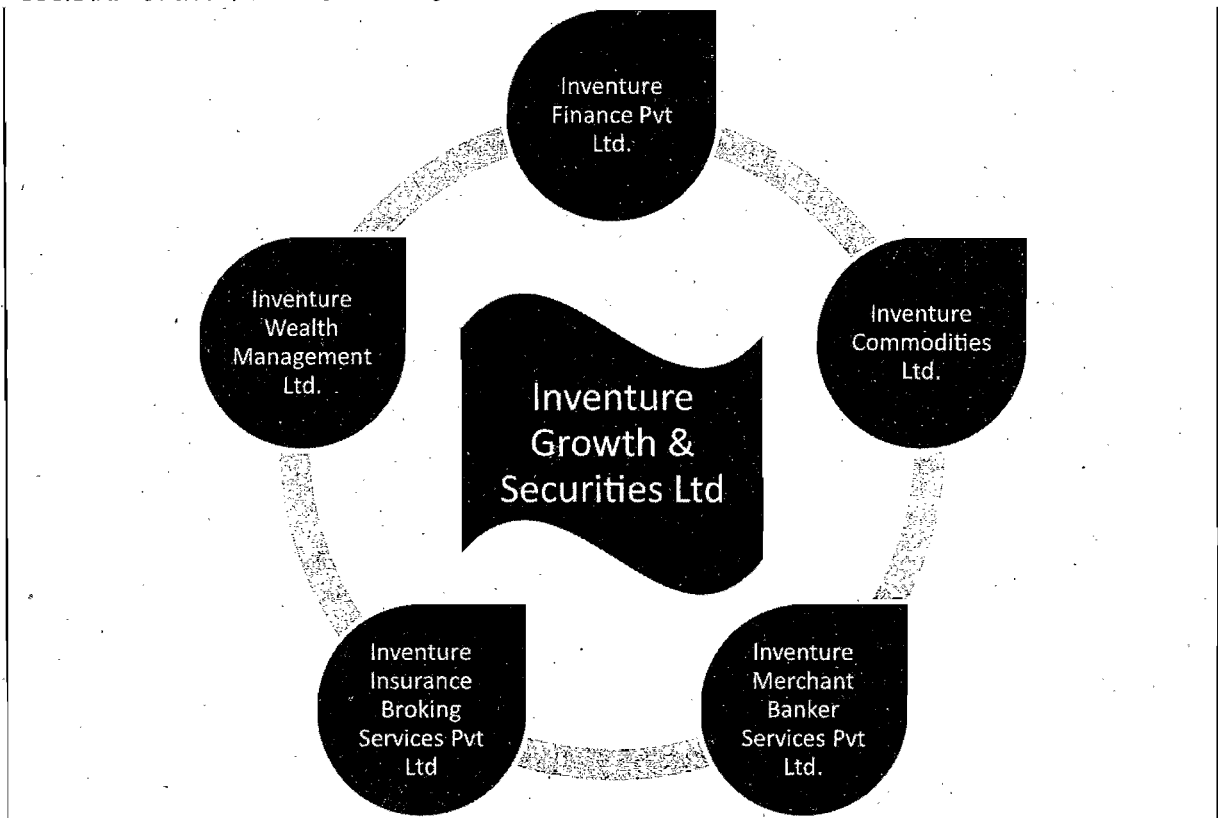 Inventure
Finance Pvt
Ltd.
Inventure
Wealth
Management
Ltd.
Inventure
Commodities
Ltd.
Inventure
Growth &
Securities Ltd
Inventure
Insurance
Broking
Services Pvt
Ltd
Inventure
Merchant
Banker
Services Pvt
Ltd.